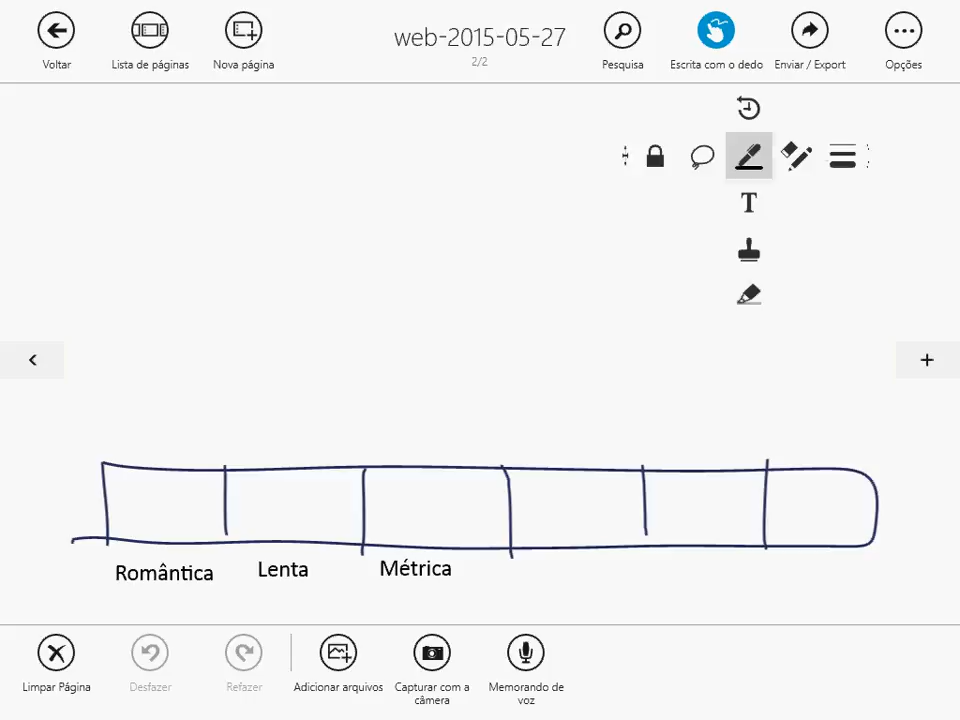 Voltar
Lista de páginas
Nova página
web-2015-05-27
2/2
Pesquisa
Escrita com o dedo
Enviar / Export
Opções
T
Romântica
Lenta
Métrica
Limpar Página
Desfazer
Refazer
Adicionar arquivos
Capturar com a
câmera
Memorando de
voz